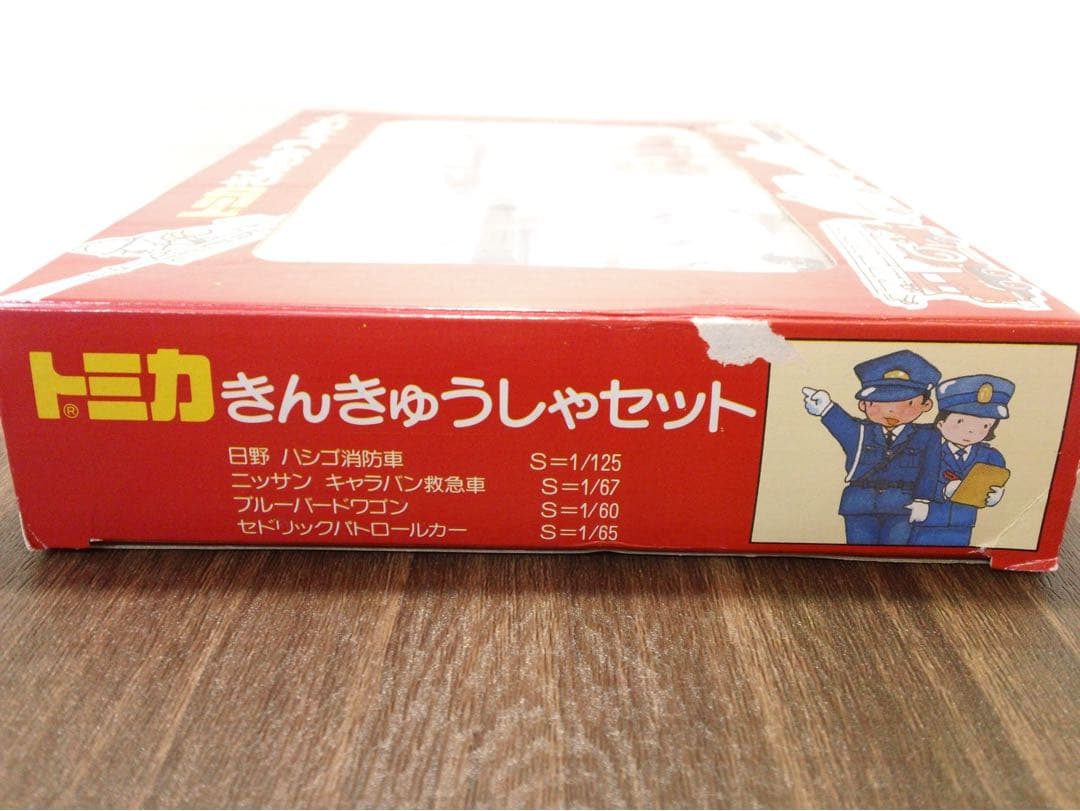 トミカ きんきゅうしゃセット
日野 ハシゴ消防車 S=1/125
ニッサン キャラバン救急車 S=1/67
ブルーバードワゴン S=1/60
セドリックパトロールカー S=1/65